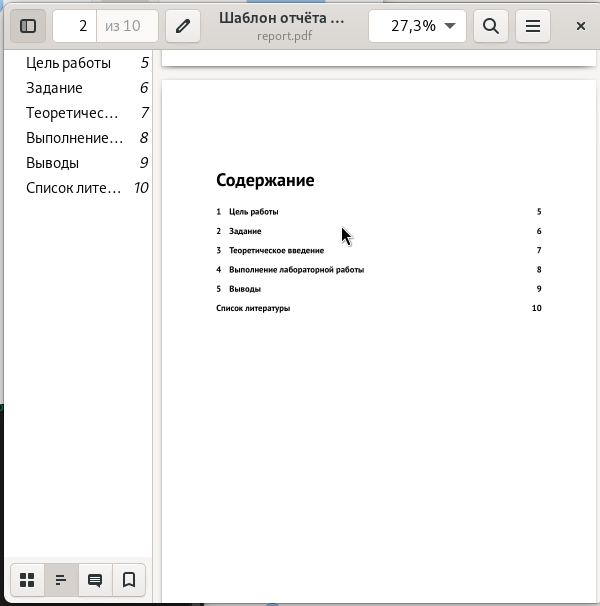 2 из 10
Шаблон отчёта ...
report.pdf
27,3%
Цель работы 5
Задание 6
Теоретичес... 7
Выполнение... 8
Выводы 9
Список лите... 10
Содержание
1 Цель работы 5
2 Задание 6
3 Теоретическое введение 7
4 Выполнение лабораторной работы 8
5 Выводы 9
Список литературы 10